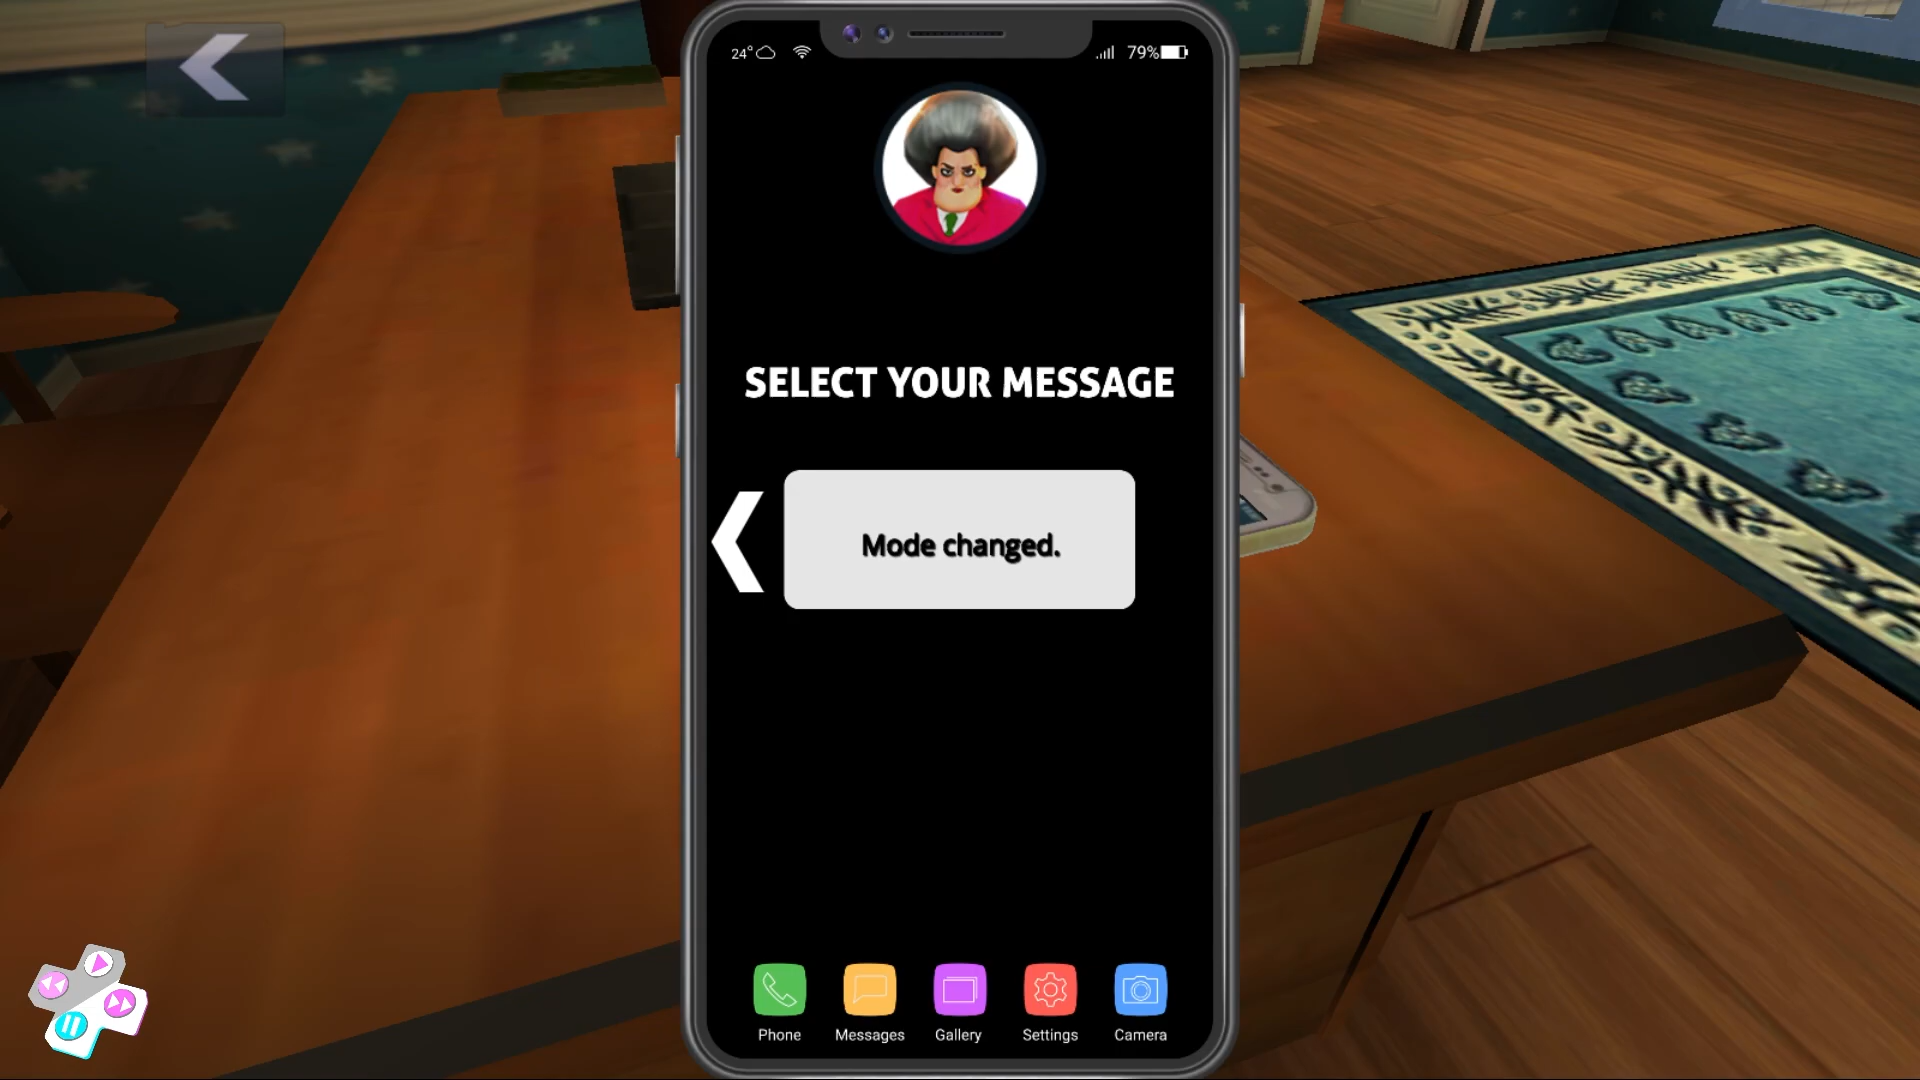 24°
79%
SELECT YOUR MESSAGE
Mode changed.
Phone
Messages
Gallery
Settings
Camera